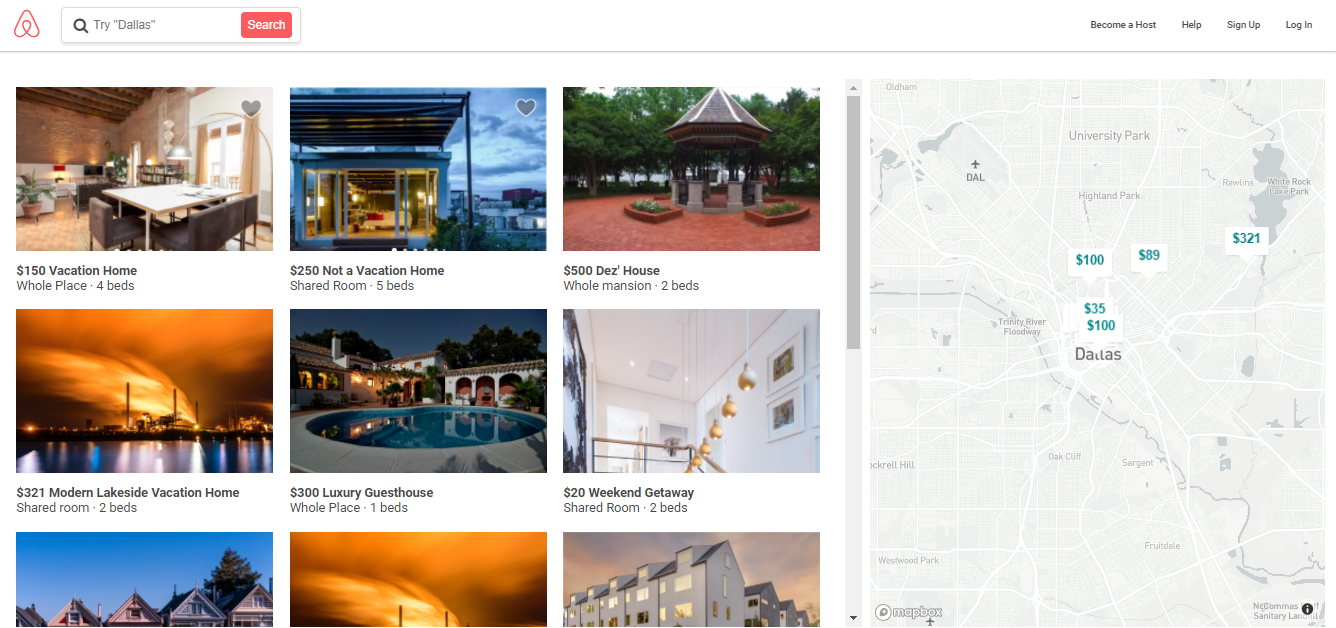 Try "Dallas"
Search
Become a Host
Help
Sign Up
Log In
$150 Vacation Home
Whole Place · 4 beds
$250 Not a Vacation Home
Shared Room · 5 beds
$500 Dez' House
Whole mansion · 2 beds
$321 Modern Lakeside Vacation Home
Shared room · 2 beds
$300 Luxury Guesthouse
Whole Place · 1 beds
$20 Weekend Getaway
Shared Room · 2 beds
Oldham
University Park
DAL
Rawlins
White Rock
Lake Park
Highland Park
$321
$89
$100
$35
$100
Trinity River
Floodway
Dallas
Oak Cliff
Sargent
ockrell Hill
Fruitdale
Westwood Park
mapbox
Sanitary